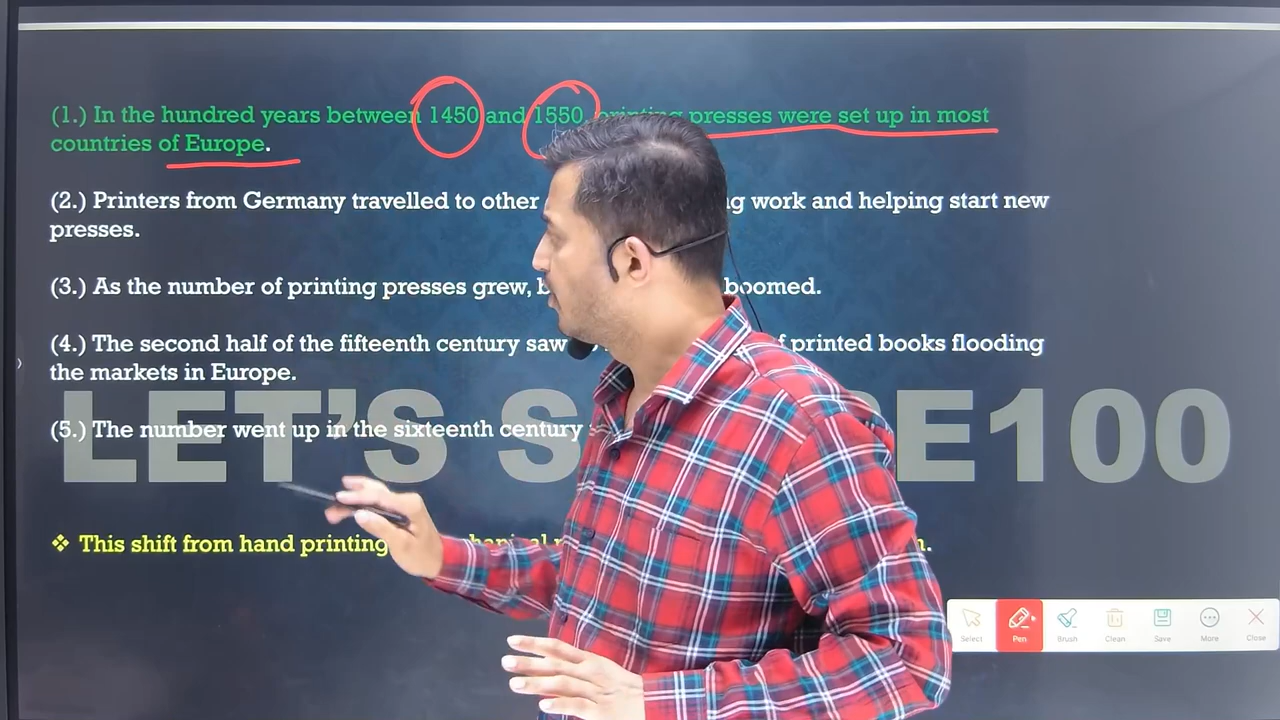 (1.) In the hundred years between 1450 and 1550, printing presses were set up in most
countries of Europe.
(2.) Printers from Germany travelled to other work and helping start new
presses.
(3.) As the number of printing presses grew, boomed.
(4.) The second half of the fifteenth century saw printed books flooding
the markets in Europe.
LET'S S E100
(5.) The number went up in the sixteenth century
❖ This shift from hand printing
Select Pen Brush Clean Save More Close